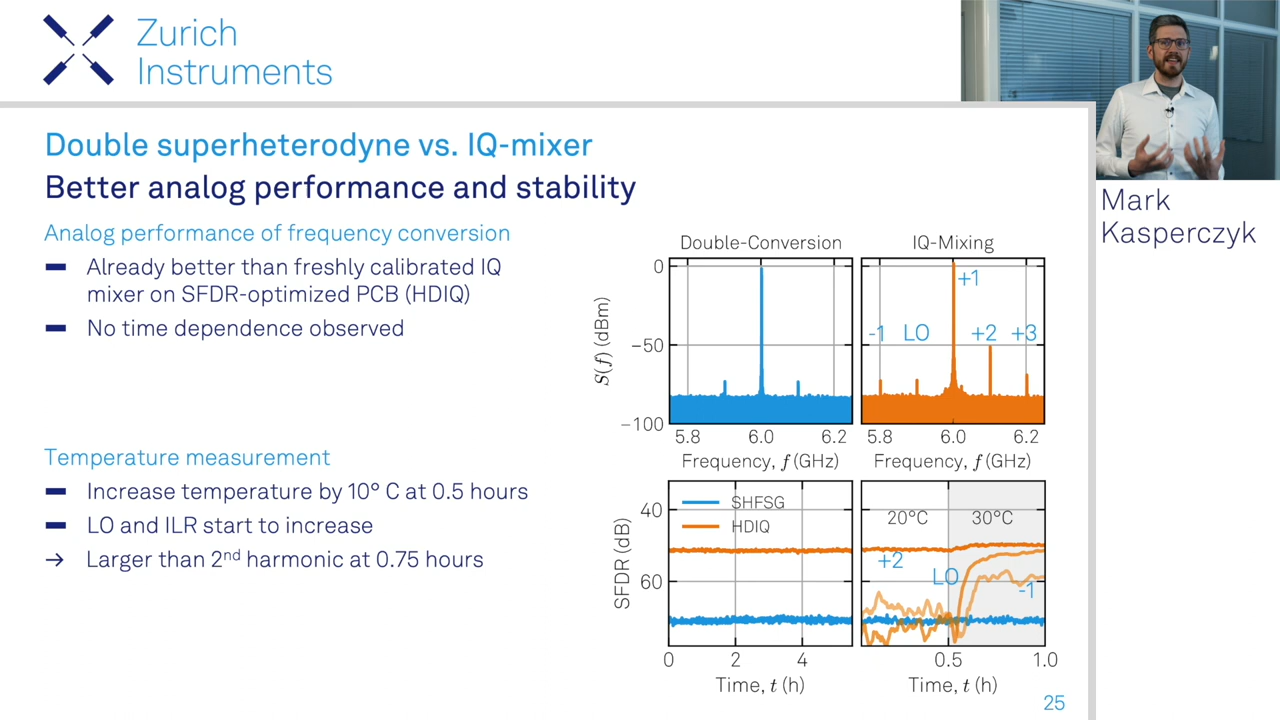 Zurich
Instruments
Mark
Kasperczyk
Double superheterodyne vs. IQ-mixer
Better analog performance and stability
Analog performance of frequency conversion
Already better than freshly calibrated IQ
mixer on SFDR-optimized PCB (HDIQ)
No time dependence observed
Temperature measurement
Increase temperature by 10° C at 0.5 hours
LO and ILR start to increase
→ Larger than 2nd harmonic at 0.75 hours
Double-Conversion
IQ-Mixing
0
−50
−100
S(f) (dBm)
+1
-1 LO +2 +3
5.8 6.0 6.2
5.8 6.0 6.2
Frequency, f (GHz)
Frequency, f (GHz)
SHFSG
HDIQ
40
60
SFDR (dB)
20°C 30°C
+2
LO
-1
0 2 4
0.5 1.0
Time, t (h)
Time, t (h)
25